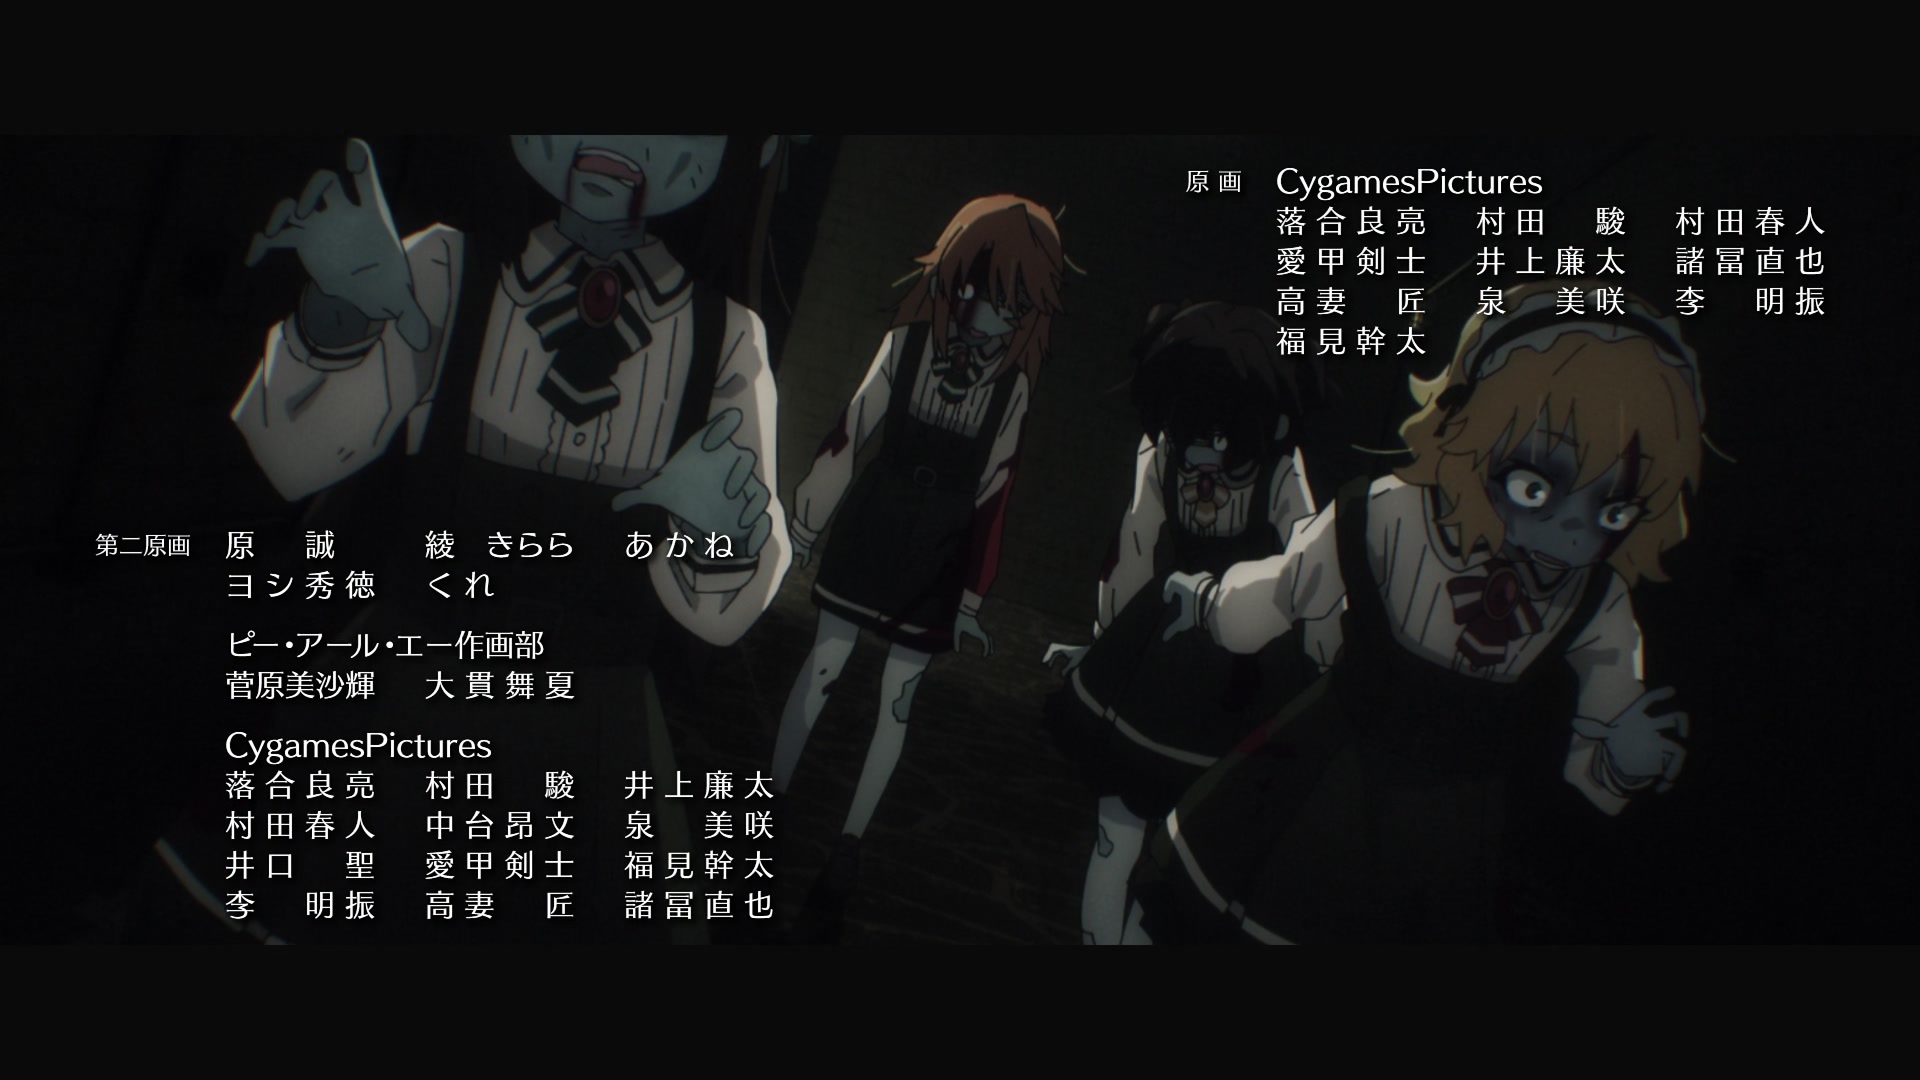 原画 CygamesPictures
落合良亮 村田 駿 村田春人
愛甲剣士 井上廉太 諸冨直也
高妻 匠 泉 美咲 李 明振
福見幹太
第二原画 原 誠 綾 きらら あかね
ヨシ秀徳 くれ
ピー・アール・エー作画部
菅原美沙輝 大貫舞夏
CygamesPictures
落合良亮 村田 駿 井上廉太
村田春人 中台昂文 泉 美咲
井口 聖 愛甲剣士 福見幹太
李 明振 高妻 匠 諸冨直也